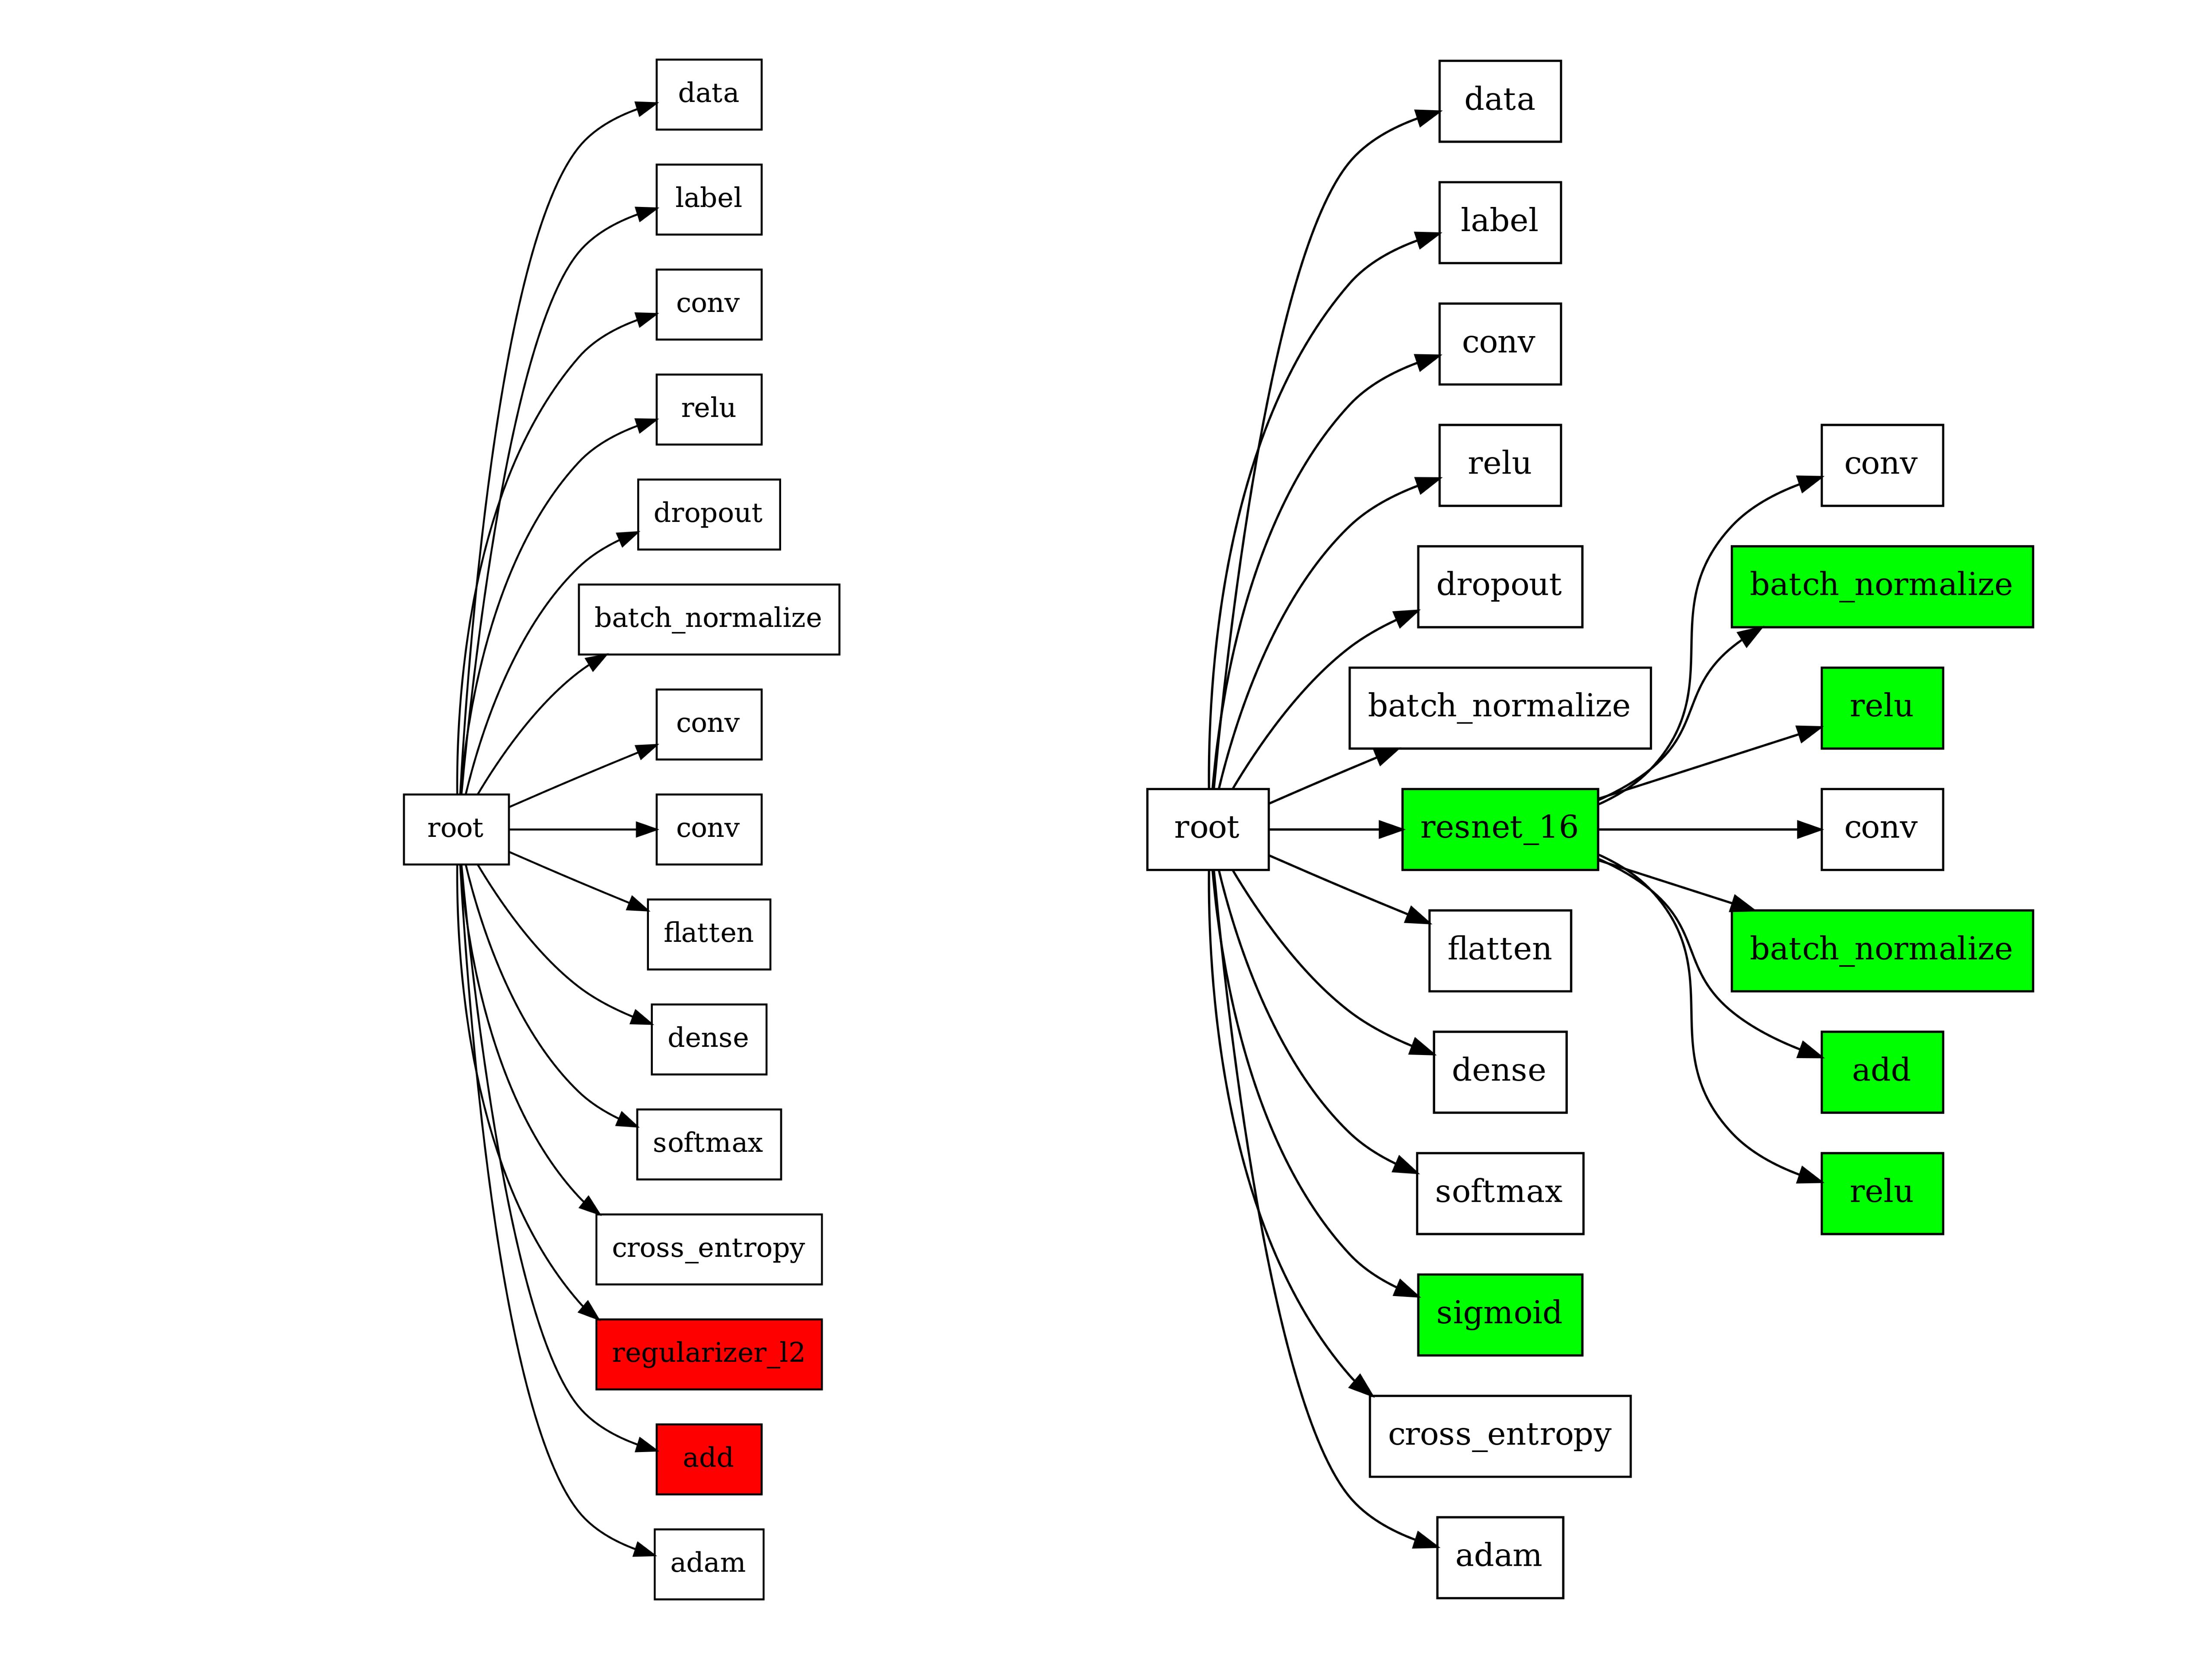 data
label
conv
relu
dropout
batch_normalize
conv
root
conv
flatten
dense
softmax
cross_entropy
regularizer_l2
add
adam
data
label
conv
relu
dropout
batch_normalize
root
resnet_16
flatten
dense
softmax
sigmoid
cross_entropy
adam
conv
batch_normalize
relu
conv
batch_normalize
add
relu